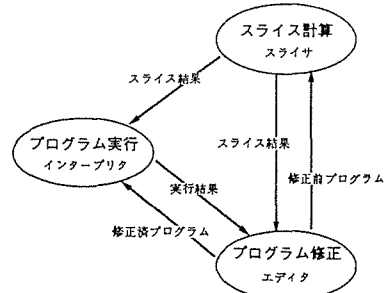 スライス計算
スライサ
スライス結果
プログラム実行
インタープリタ
スライス結果
実行結果
修正前プログラム
修正済プログラム
プログラム修正
エディタ